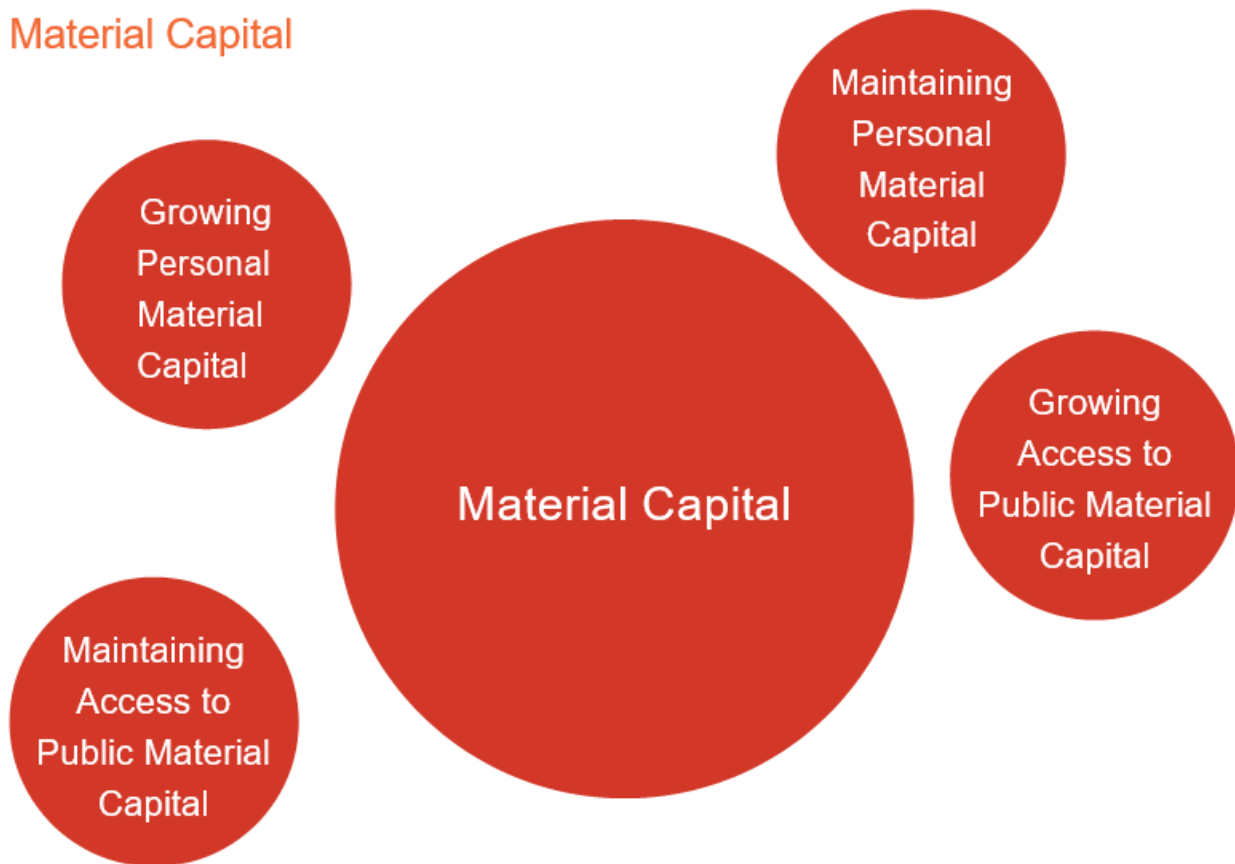 Material Capital
Maintaining
Personal
Material
Capital
Growing
Personal
Material
Capital
Growing
Access to
Public Material
Capital
Material Capital
Maintaining
Access to
Public Material
Capital